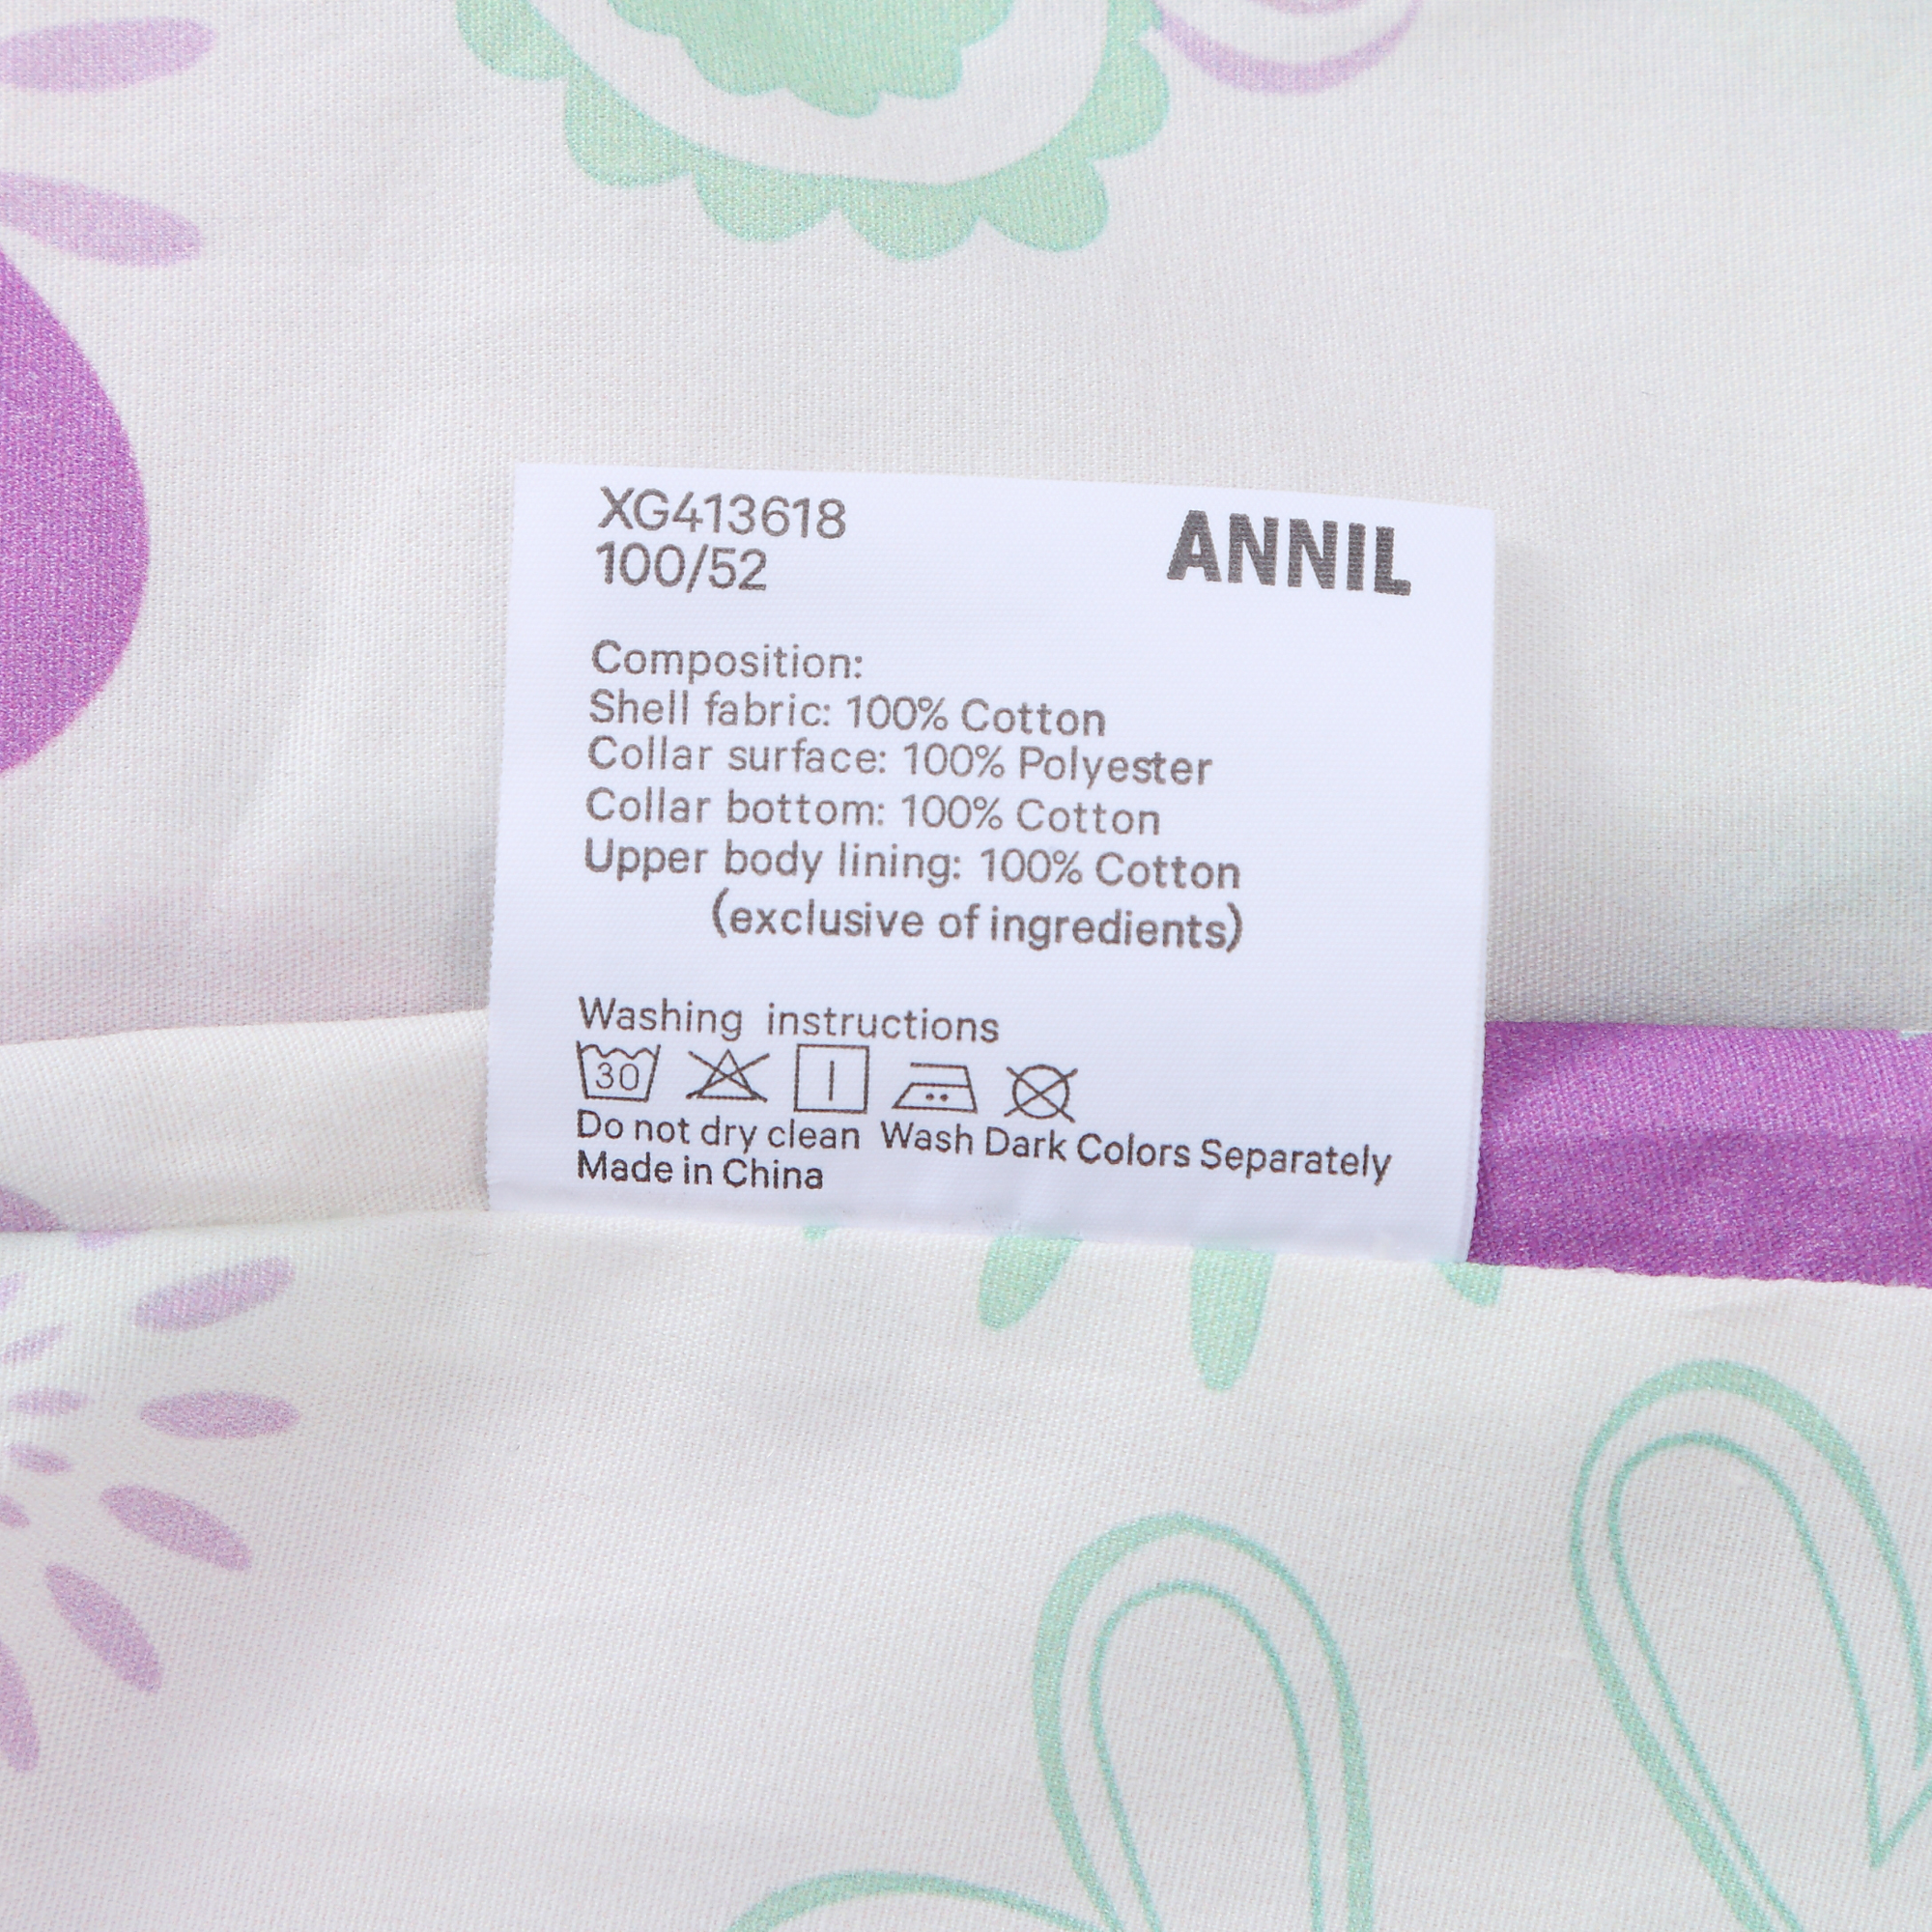 XG413618
ANNIL
100/52
Composition:
Shell fabric: 100% Cotton
Collar surface: 100% Polyester
Collar bottom: 100% Cotton
Upper body lining: 100% Cotton
(exclusive of ingredients)
Washing instructions
30
Do not dry clean Wash Dark Colors Separately
Made in China